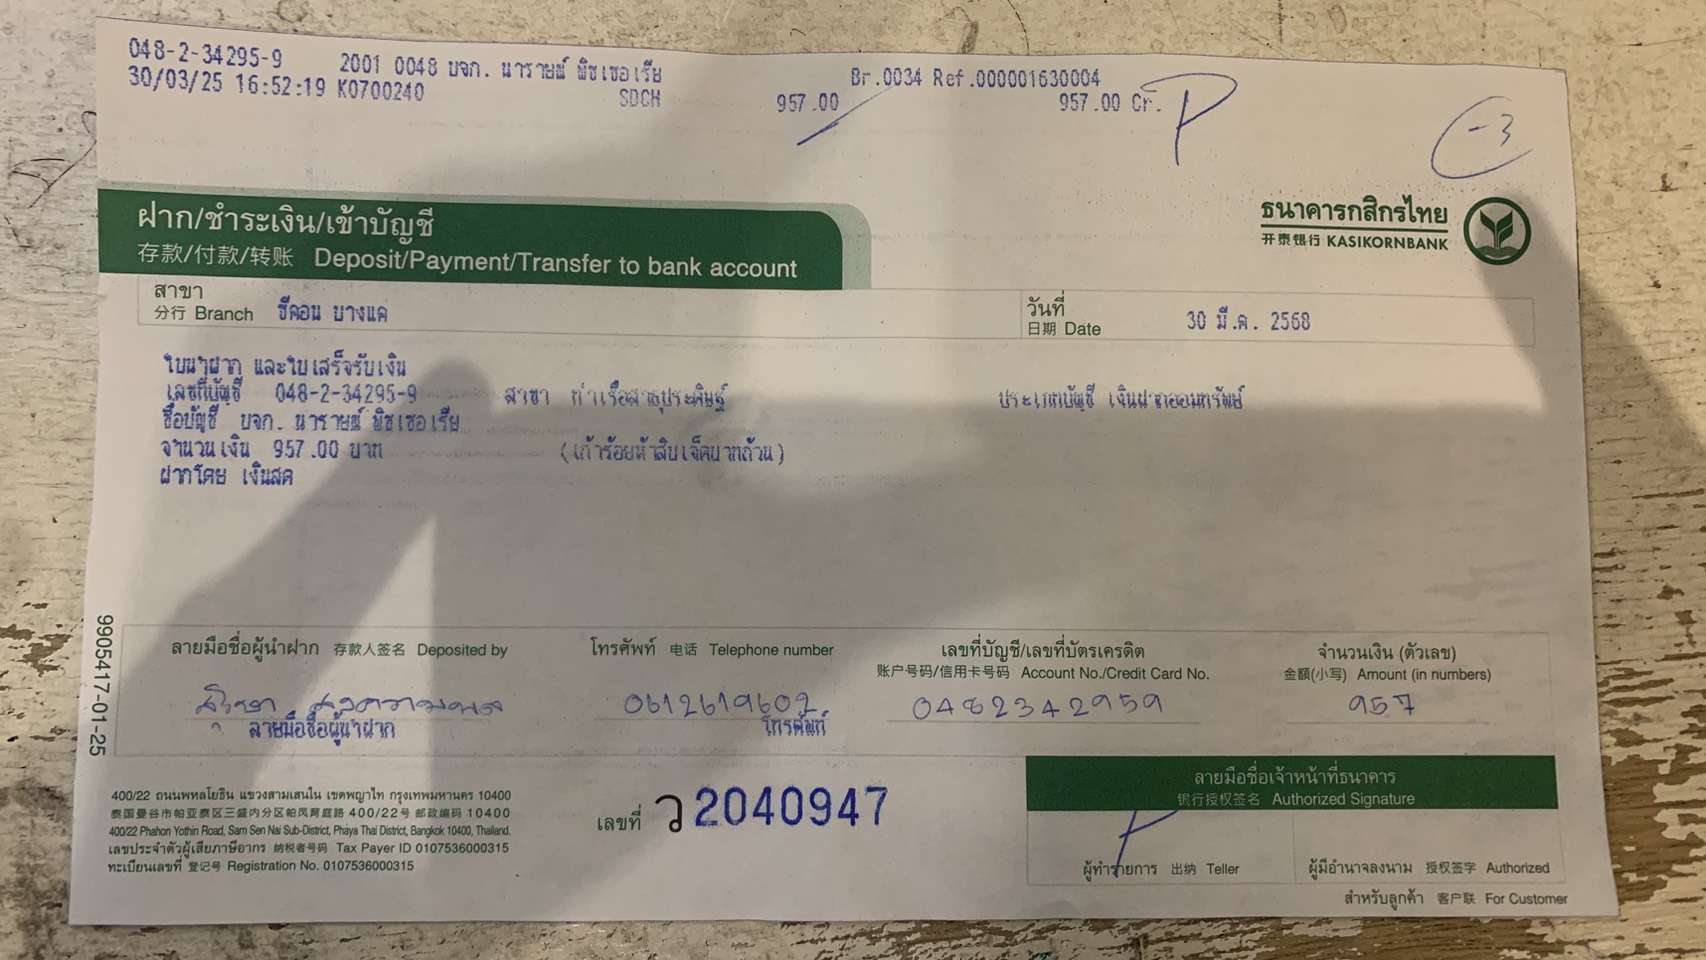 048-2-34295-9 2001 0048 บจก. นารายณ์ พิซเซอเรีย Br.0034 Ref.000001630004
30/03/25 16:52:19 K0700240 SDCH 957.00 957.00 Cr.
P
-3
ฝาก/ชำระเงิน/เข้าบัญชี
存款/付款/转账 Deposit/Payment/Transfer to bank account
ธนาคารกสิกรไทย
开泰银行 KASIKORNBANK
สาขา
分行 Branch ซีคอน บางแค
วันที่
日期 Date 30 มี.ค. 2568
ใบนำฝาก และใบเสร็จรับเงิน
เลขที่บัญชี 048-2-34295-9 สาขา ท่าเรือสาธุประดิษฐ์ ประเภทบัญชี เงินฝากออมทรัพย์
ชื่อบัญชี บจก. นารายณ์ พิซเซอเรีย
จำนวนเงิน 957.00 บาท (เก้าร้อยห้าสิบเจ็ดบาทถ้วน)
ฝากโดย เงินสด
ลายมือชื่อผู้นำฝาก 存款人签名 Deposited by
โทรศัพท์ 电话 Telephone number
เลขที่บัญชี/เลขที่บัตรเครดิต
账户号码/信用卡号码 Account No./Credit Card No.
จำนวนเงิน (ตัวเลข)
金额(小写) Amount (in numbers)
0612619602 0482342959 957
ลายมือชื่อผู้นำฝาก โทรศัพท์
9905417-01-25
400/22 ถนนพหลโยธิน แขวงสามเสนใน เขตพญาไท กรุงเทพมหานคร 10400
泰国曼谷市帕亚泰区三盛内分区帕凤育庭路 400/22号 邮政编码 10400
400/22 Phahon Yothin Road, Sam Sen Nai Sub-District, Phaya Thai District, Bangkok 10400, Thailand.
เลขประจำตัวผู้เสียภาษีอากร 纳税者号码 Tax Payer ID 0107536000315
ทะเบียนเลขที่ 登记号 Registration No. 0107536000315
เลขที่ ว 2040947
ลายมือชื่อเจ้าหน้าที่ธนาคาร
银行授权签名 Authorized Signature
ผู้ทำรายการ 出纳 Teller
ผู้มีอำนาจลงนาม 授权签字 Authorized
สำหรับลูกค้า 客户联 For Customer